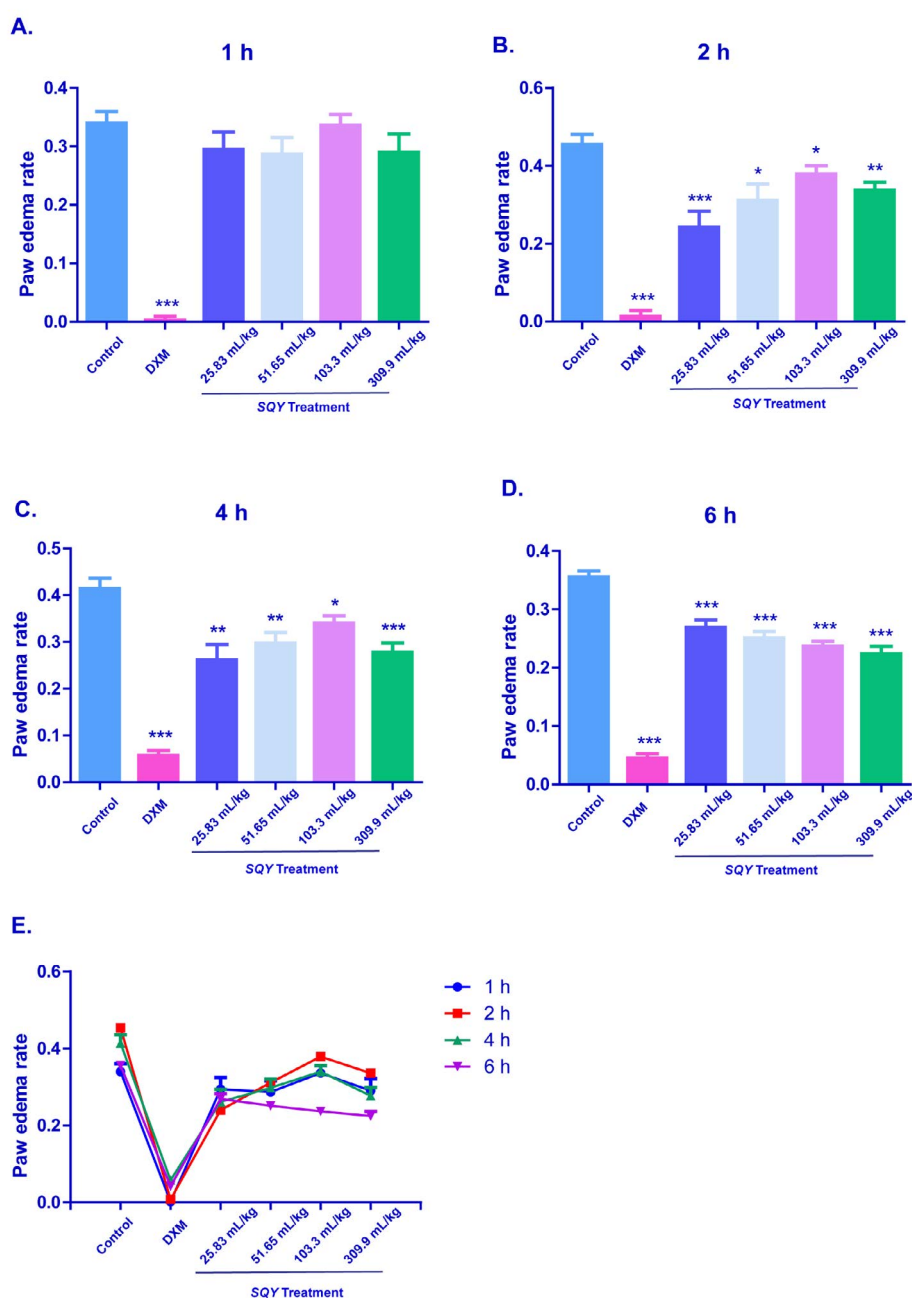 A.
1 h
Paw edema rate
0.4
0.3
0.2
0.1
0.0
***
Control
DXM
25.83 mL/kg
51.65 mL/kg
103.3 mL/kg
309.9 mL/kg
SQY Treatment
B.
2 h
Paw edema rate
0.6
0.4
0.2
0.0
***
***
*
*
**
Control
DXM
25.83 mL/kg
51.65 mL/kg
103.3 mL/kg
309.9 mL/kg
SQY Treatment
C.
4 h
Paw edema rate
0.5
0.4
0.3
0.2
0.1
0.0
***
**
**
*
***
Control
DXM
25.83 mL/kg
51.65 mL/kg
103.3 mL/kg
309.9 mL/kg
SQY Treatment
D.
6 h
Paw edema rate
0.4
0.3
0.2
0.1
0.0
***
***
***
***
***
Control
DXM
25.83 mL/kg
51.65 mL/kg
103.3 mL/kg
309.9 mL/kg
SQY Treatment
E.
Paw edema rate
0.6
0.4
0.2
0.0
1 h
2 h
4 h
6 h
Control
DXM
25.83 mL/kg
51.65 mL/kg
103.3 mL/kg
309.9 mL/kg
SQY Treatment